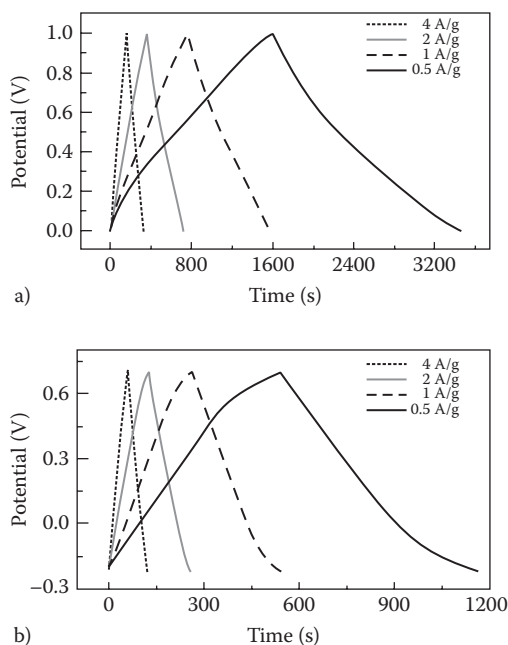 1.0
0.8
0.6
0.4
0.2
0.0
Potential (V)
4 A/g
2 A/g
1 A/g
0.5 A/g
0 800 1600 2400 3200
a) Time (s)
0.6
0.3
0.0
−0.3
Potential (V)
4 A/g
2 A/g
1 A/g
0.5 A/g
0 300 600 900 1200
b) Time (s)